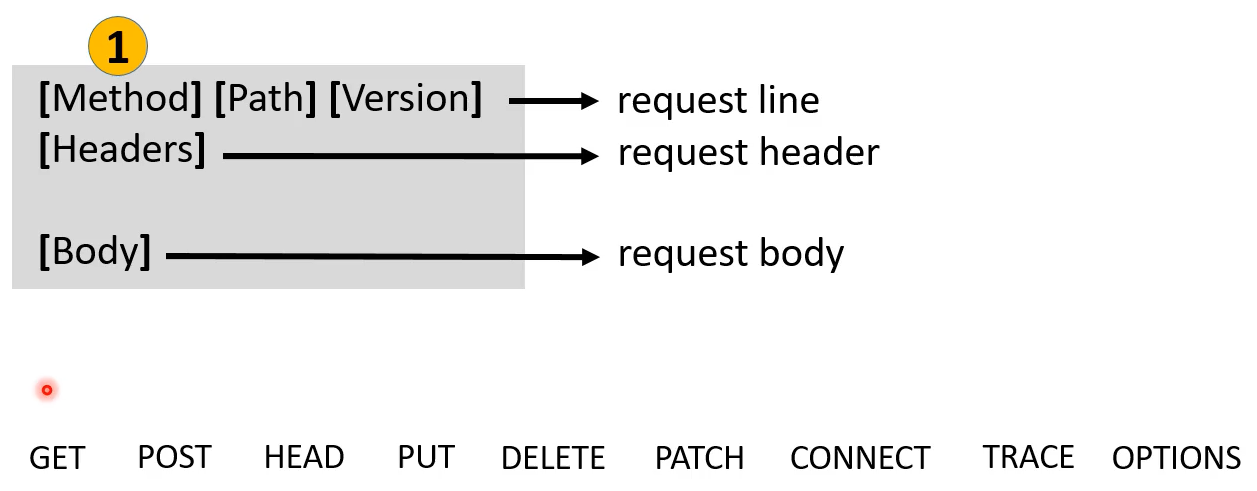 1
[Method] [Path] [Version] request line
[Headers] request header
[Body] request body
GET POST HEAD PUT DELETE PATCH CONNECT TRACE OPTIONS